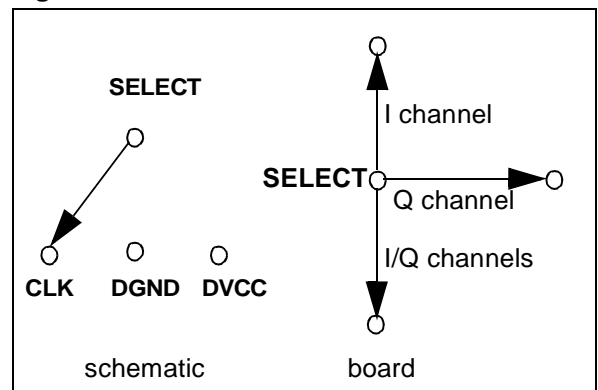 SELECT
I channel
SELECT
Q channel
I/Q channels
CLK DGND DVCC
schematic board